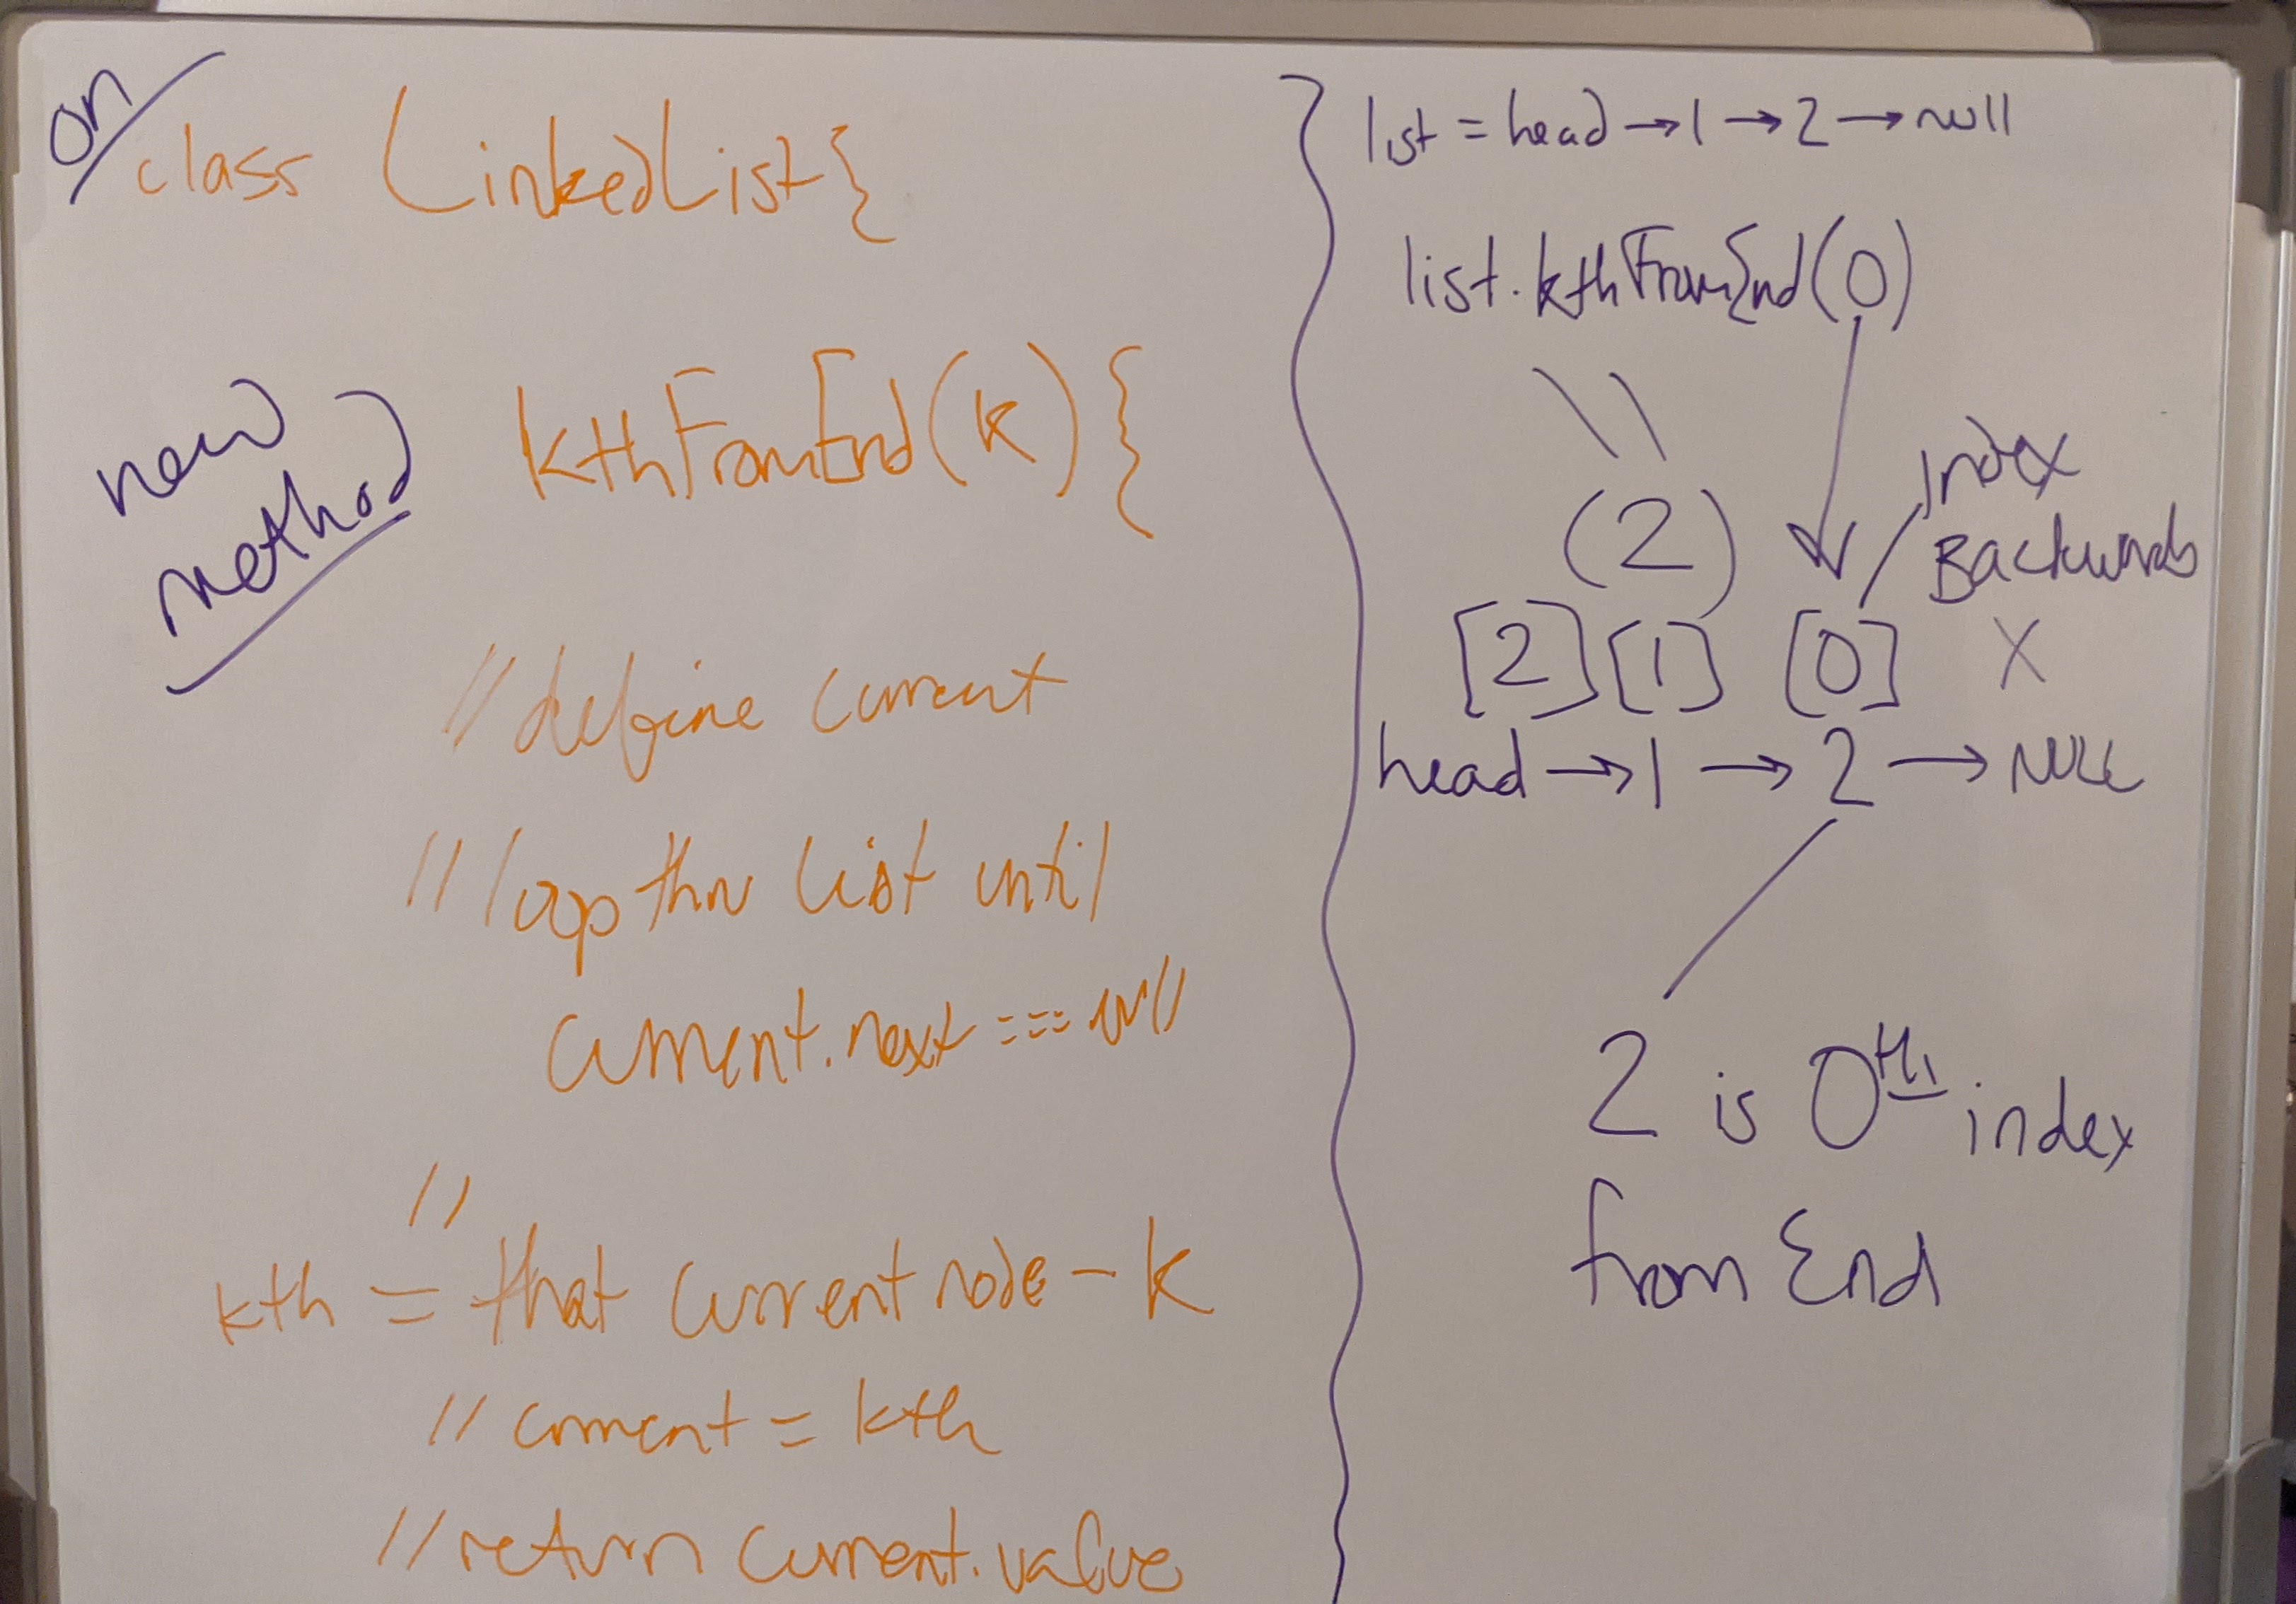 on
class LinkedList{
new
method
kthFromEnd(k){
//define current
//loop thru list until
current.next === null
//
kth = that current node - k
// current = kth
//return current.value
list = head → 1 → 2 → null
list.kthFromEnd(0)
\\
(2)
Index
Backwards
[2] [1] [0] X
head → 1 → 2 → NULL
2 is 0th index
from End